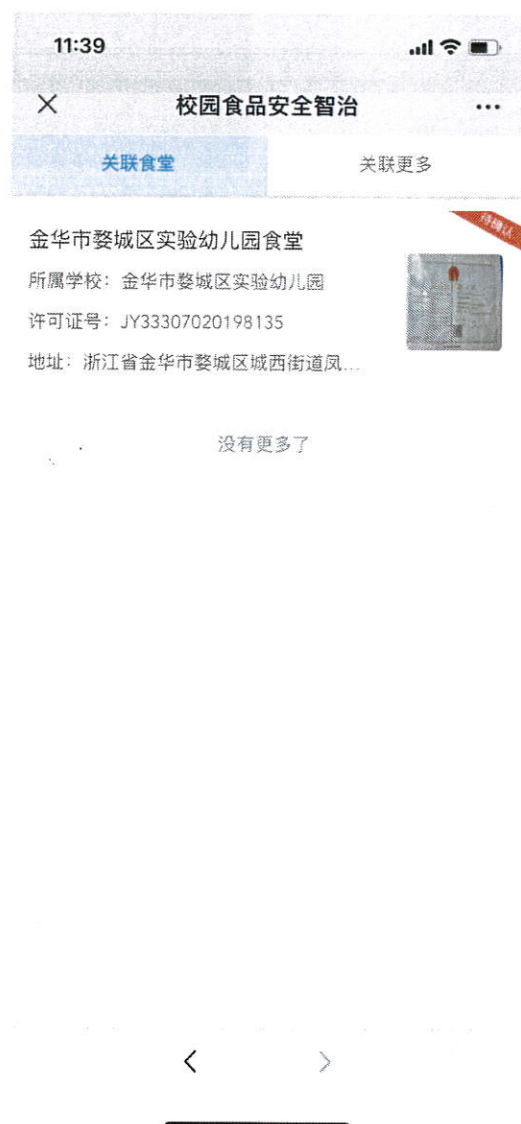 11:39
校园食品安全智治
关联食堂
关联更多
待确认
金华市婺城区实验幼儿园食堂
所属学校：金华市婺城区实验幼儿园
许可证号：JY33307020198135
地址：浙江省金华市婺城区城西街道凤...
没有更多了